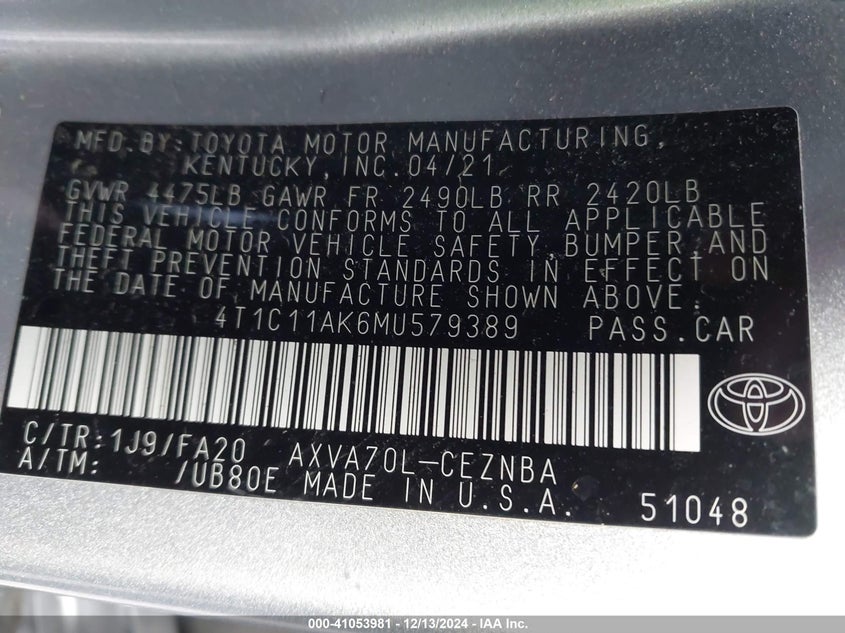 MFD.BY:TOYOTA MOTOR MANUFACTURING,
KENTUCKY,INC.04/21
GVWR 4475LB GAWR FR 2490LB RR 2420LB
THIS VEHICLE CONFORMS TO ALL APPLICABLE
FEDERAL MOTOR VEHICLE SAFETY,BUMPER,AND
THEFT PREVENTION STANDARDS IN EFFECT ON
THE DATE OF MANUFACTURE SHOWN ABOVE.
4T1C11AK6MU579389 PASS.CAR
C/TR:1J9/FA20 AXVA70L-CEZNBA
A/TM: /UB80E MADE IN U.S.A.
51048
000-41053981 - 12/13/2024 - IAA Inc.